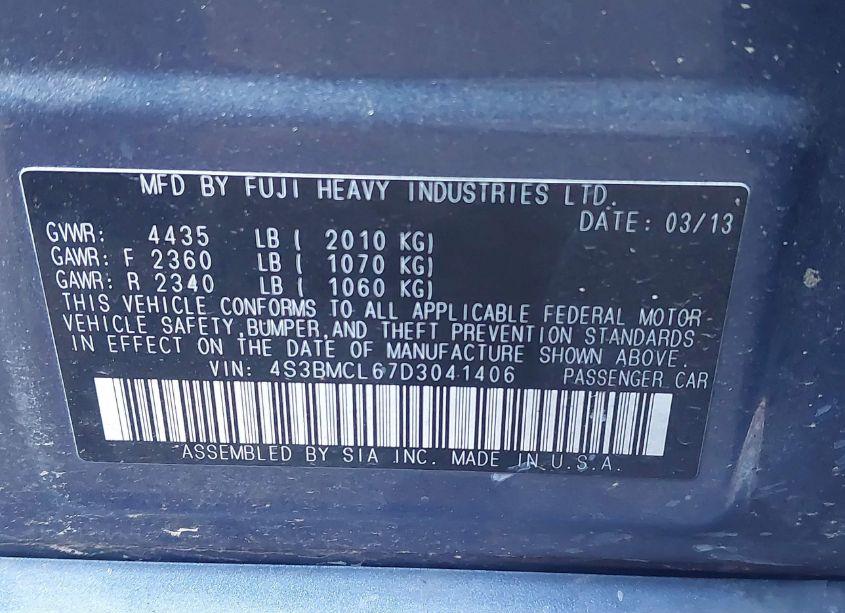 MFD BY FUJI HEAVY INDUSTRIES LTD.
DATE: 03/13
GVWR: 4435 LB ( 2010 KG)
GAWR: F 2360 LB ( 1070 KG)
GAWR: R 2340 LB ( 1060 KG)
THIS VEHICLE CONFORMS TO ALL APPLICABLE FEDERAL MOTOR
VEHICLE SAFETY, BUMPER, AND THEFT PREVENTION STANDARDS
IN EFFECT ON THE DATE OF MANUFACTURE SHOWN ABOVE.
VIN: 4S3BMCL67D3041406 PASSENGER CAR
ASSEMBLED BY SIA INC. MADE IN U.S.A.